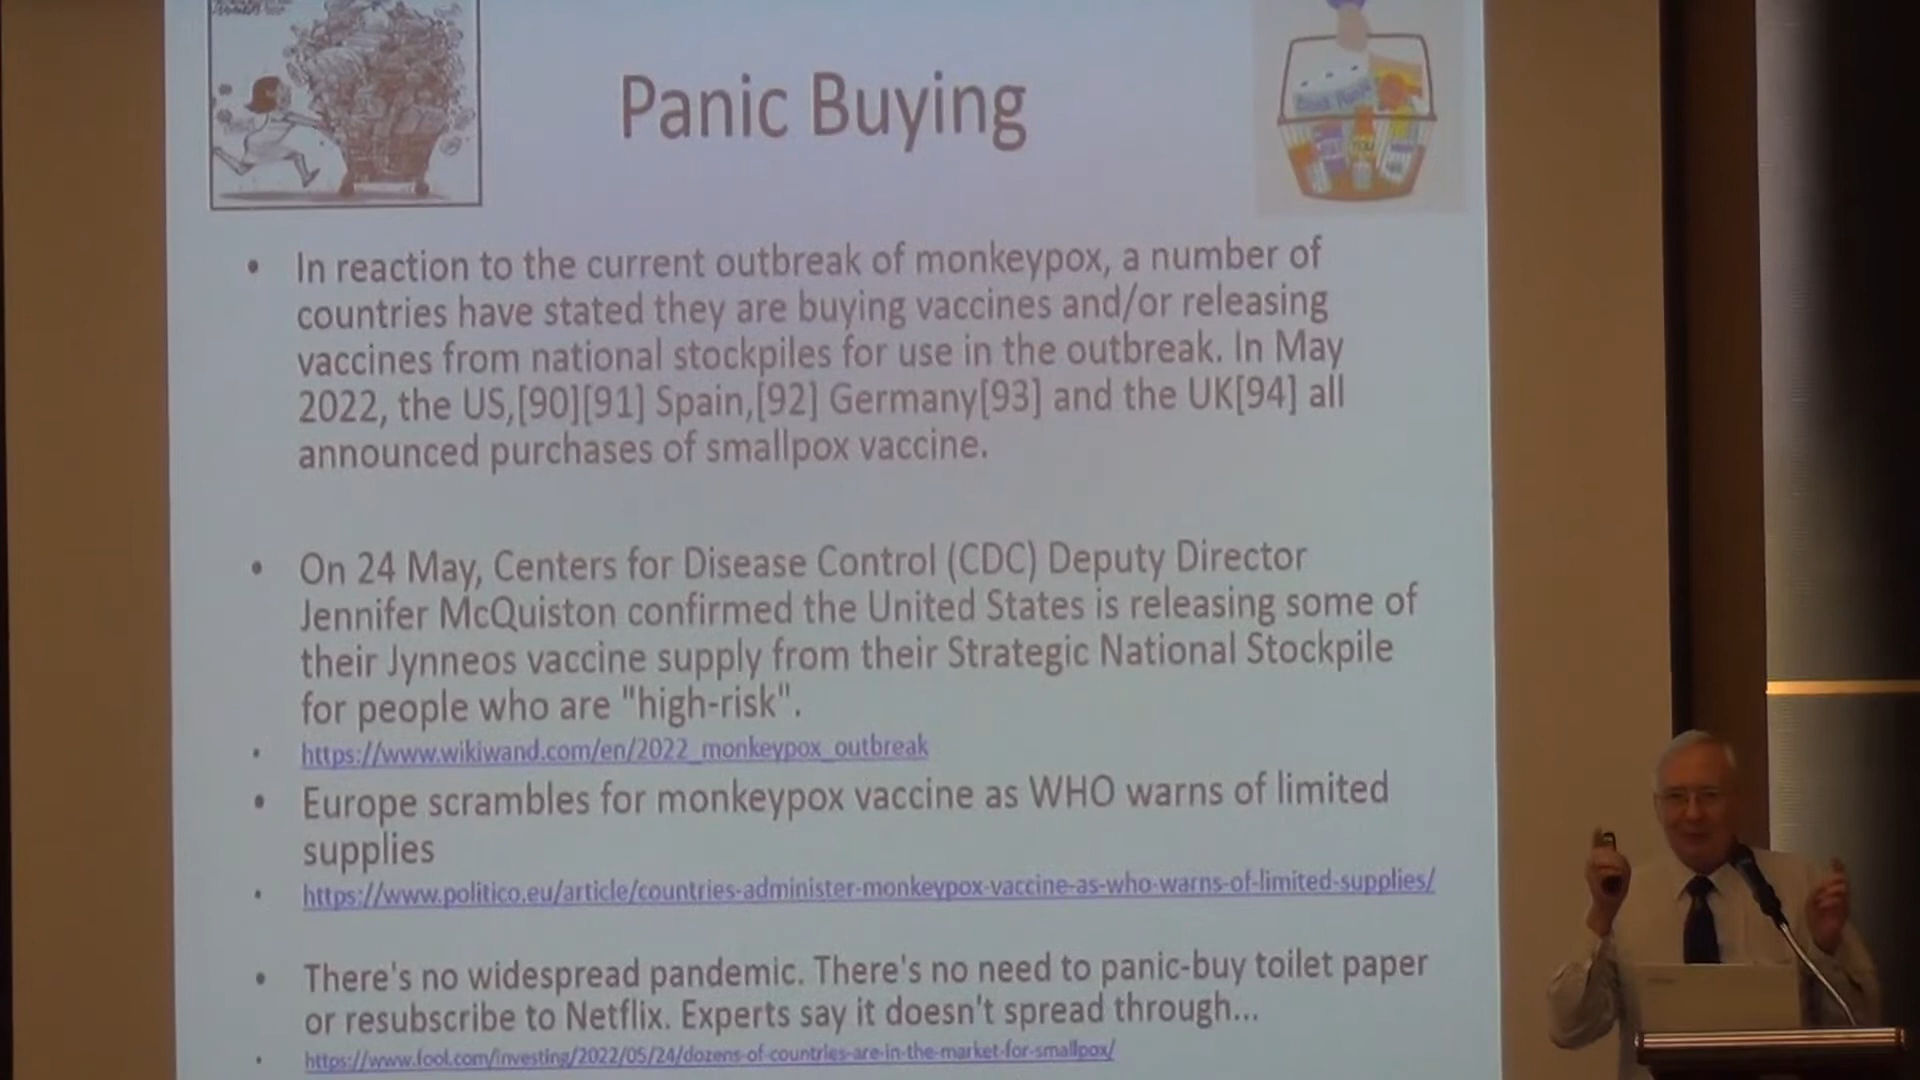 Panic Buying
• In reaction to the current outbreak of monkeypox, a number of
countries have stated they are buying vaccines and/or releasing
vaccines from national stockpiles for use in the outbreak. In May
2022, the US,[90][91] Spain,[92] Germany[93] and the UK[94] all
announced purchases of smallpox vaccine.
• On 24 May, Centers for Disease Control (CDC) Deputy Director
Jennifer McQuiston confirmed the United States is releasing some of
their Jynneos vaccine supply from their Strategic National Stockpile
for people who are "high-risk".
• https://www.wikiwand.com/en/2022_monkeypox_outbreak
• Europe scrambles for monkeypox vaccine as WHO warns of limited
supplies
• https://www.politico.eu/article/countries-administer-monkeypox-vaccine-as-who-warns-of-limited-supplies/
• There's no widespread pandemic. There's no need to panic-buy toilet paper
or resubscribe to Netflix. Experts say it doesn't spread through...
• https://www.fool.com/investing/2022/05/24/dozens-of-countries-are-in-the-market-for-smallpox/